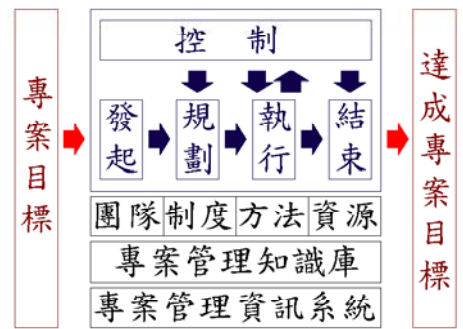 專案目標
控制
發起
規劃
執行
結束
達成專案目標
團隊 制度 方法 資源
專案管理知識庫
專案管理資訊系統